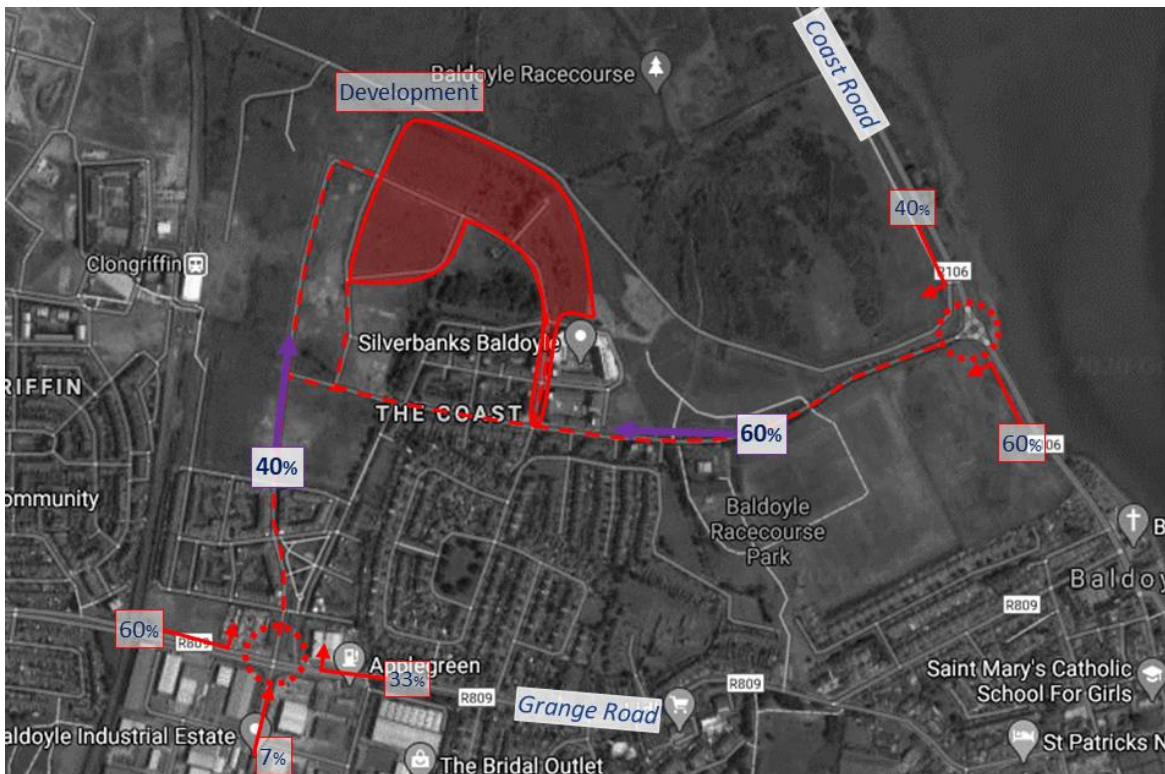 Coast Road
Baldoyle Racecourse
Development
40%
Clongriffin
R106
Silverbanks Baldoyle
RIFFIN
THE COAST
60%
60%
06
40%
ommunity
Baldoyle
Racecourse
Park
B
Baldoy
R809
60%
R809
Applegreen
33%
R809
R809
Saint Mary's Catholic
School For Girls
Grange Road
aldoyle Industrial Estate
7%
The Bridal Outlet
St Patricks N